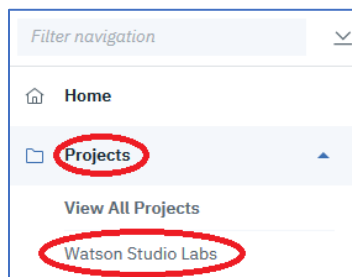 Filter navigation
Home
Projects
View All Projects
Watson Studio Labs